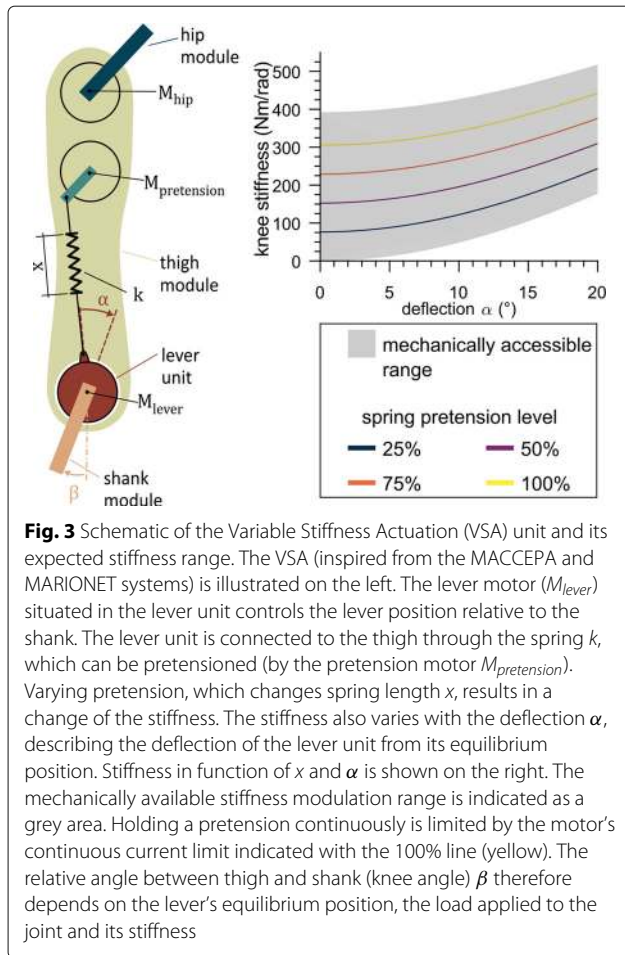 hip
module
M_hip
M_pretension
x
k
thigh
module
α
lever
unit
M_lever
β
shank
module
knee stiffness (Nm/rad)
500
400
300
200
100
0
0 5 10 15 20
deflection α (°)
mechanically accessible
range
spring pretension level
25% 50%
75% 100%
Fig. 3 Schematic of the Variable Stiffness Actuation (VSA) unit and its
expected stiffness range. The VSA (inspired from the MACCEPA and
MARIONET systems) is illustrated on the left. The lever motor (M_lever)
situated in the lever unit controls the lever position relative to the
shank. The lever unit is connected to the thigh through the spring k,
which can be pretensioned (by the pretension motor M_pretension).
Varying pretension, which changes spring length x, results in a
change of the stiffness. The stiffness also varies with the deflection α,
describing the deflection of the lever unit from its equilibrium
position. Stiffness in function of x and α is shown on the right. The
mechanically available stiffness modulation range is indicated as a
grey area. Holding a pretension continuously is limited by the motor's
continuous current limit indicated with the 100% line (yellow). The
relative angle between thigh and shank (knee angle) β therefore
depends on the lever's equilibrium position, the load applied to the
joint and its stiffness